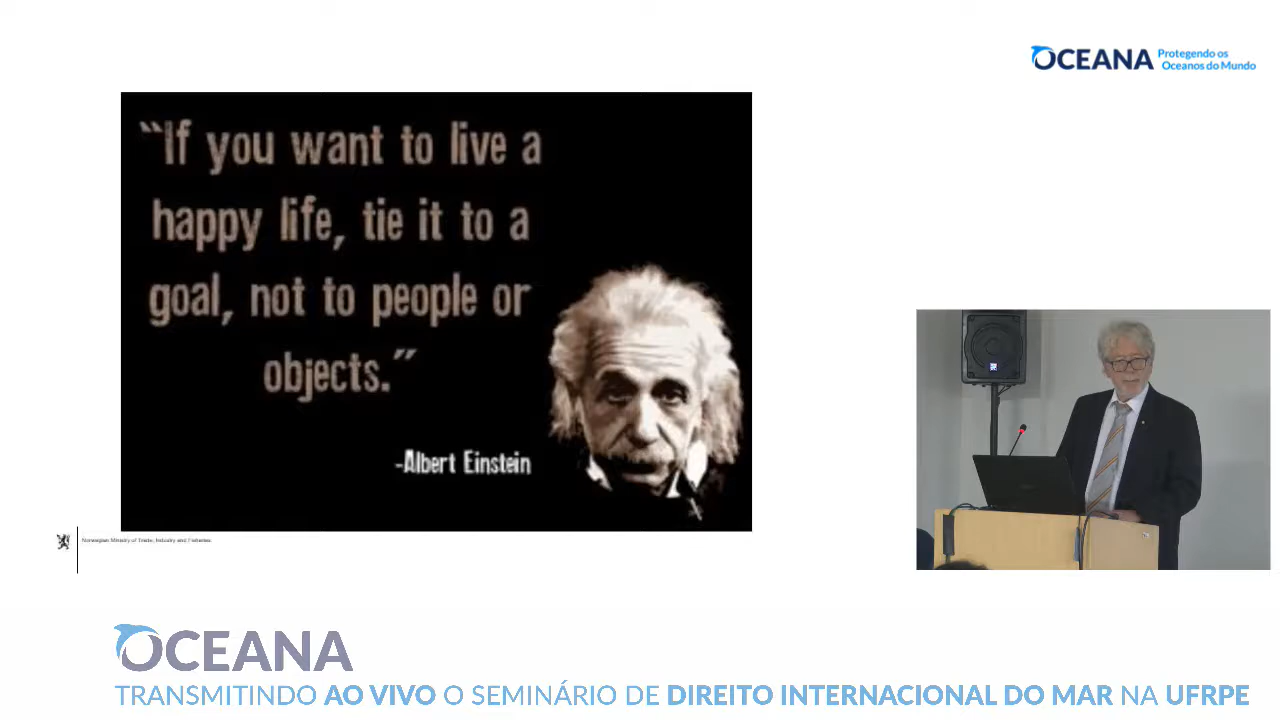 OCEANA Protegendo os
Oceanos do Mundo
“If you want to live a
happy life, tie it to a
goal, not to people or
objects.”
-Albert Einstein
Norwegian Ministry of Trade, Industry and Fisheries
OCEANA
TRANSMITINDO AO VIVO O SEMINÁRIO DE DIREITO INTERNACIONAL DO MAR NA UFRPE